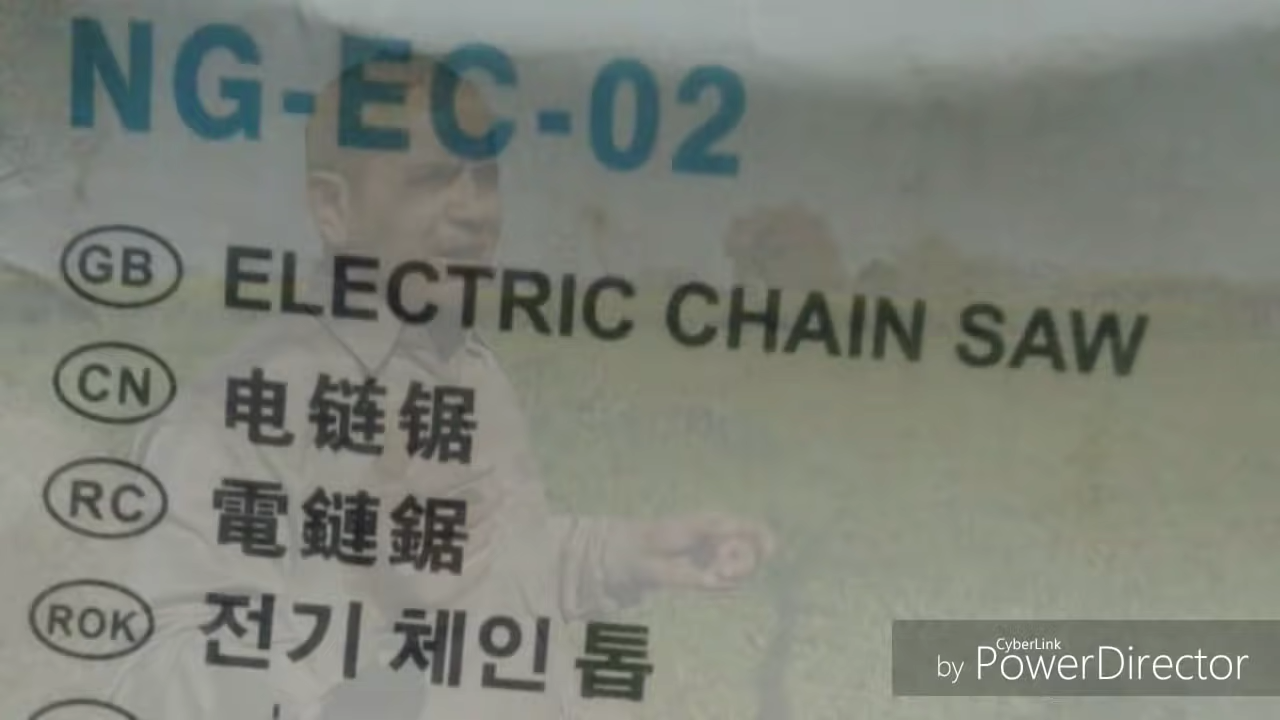 NG-EC-02
GB ELECTRIC CHAIN SAW
CN 电链锯
RC 電鏈鋸
ROK 전기 체인 톱
CyberLink
by PowerDirector